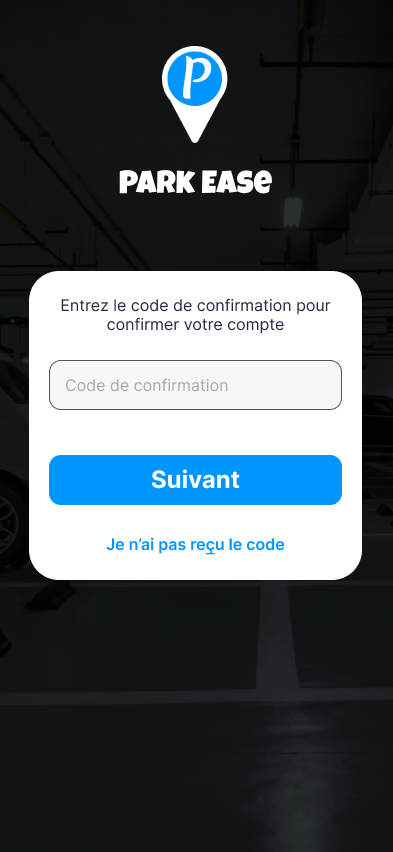 P
PARK EASE
Entrez le code de confirmation pour
confirmer votre compte
Code de confirmation
Suivant
Je n’ai pas reçu le code